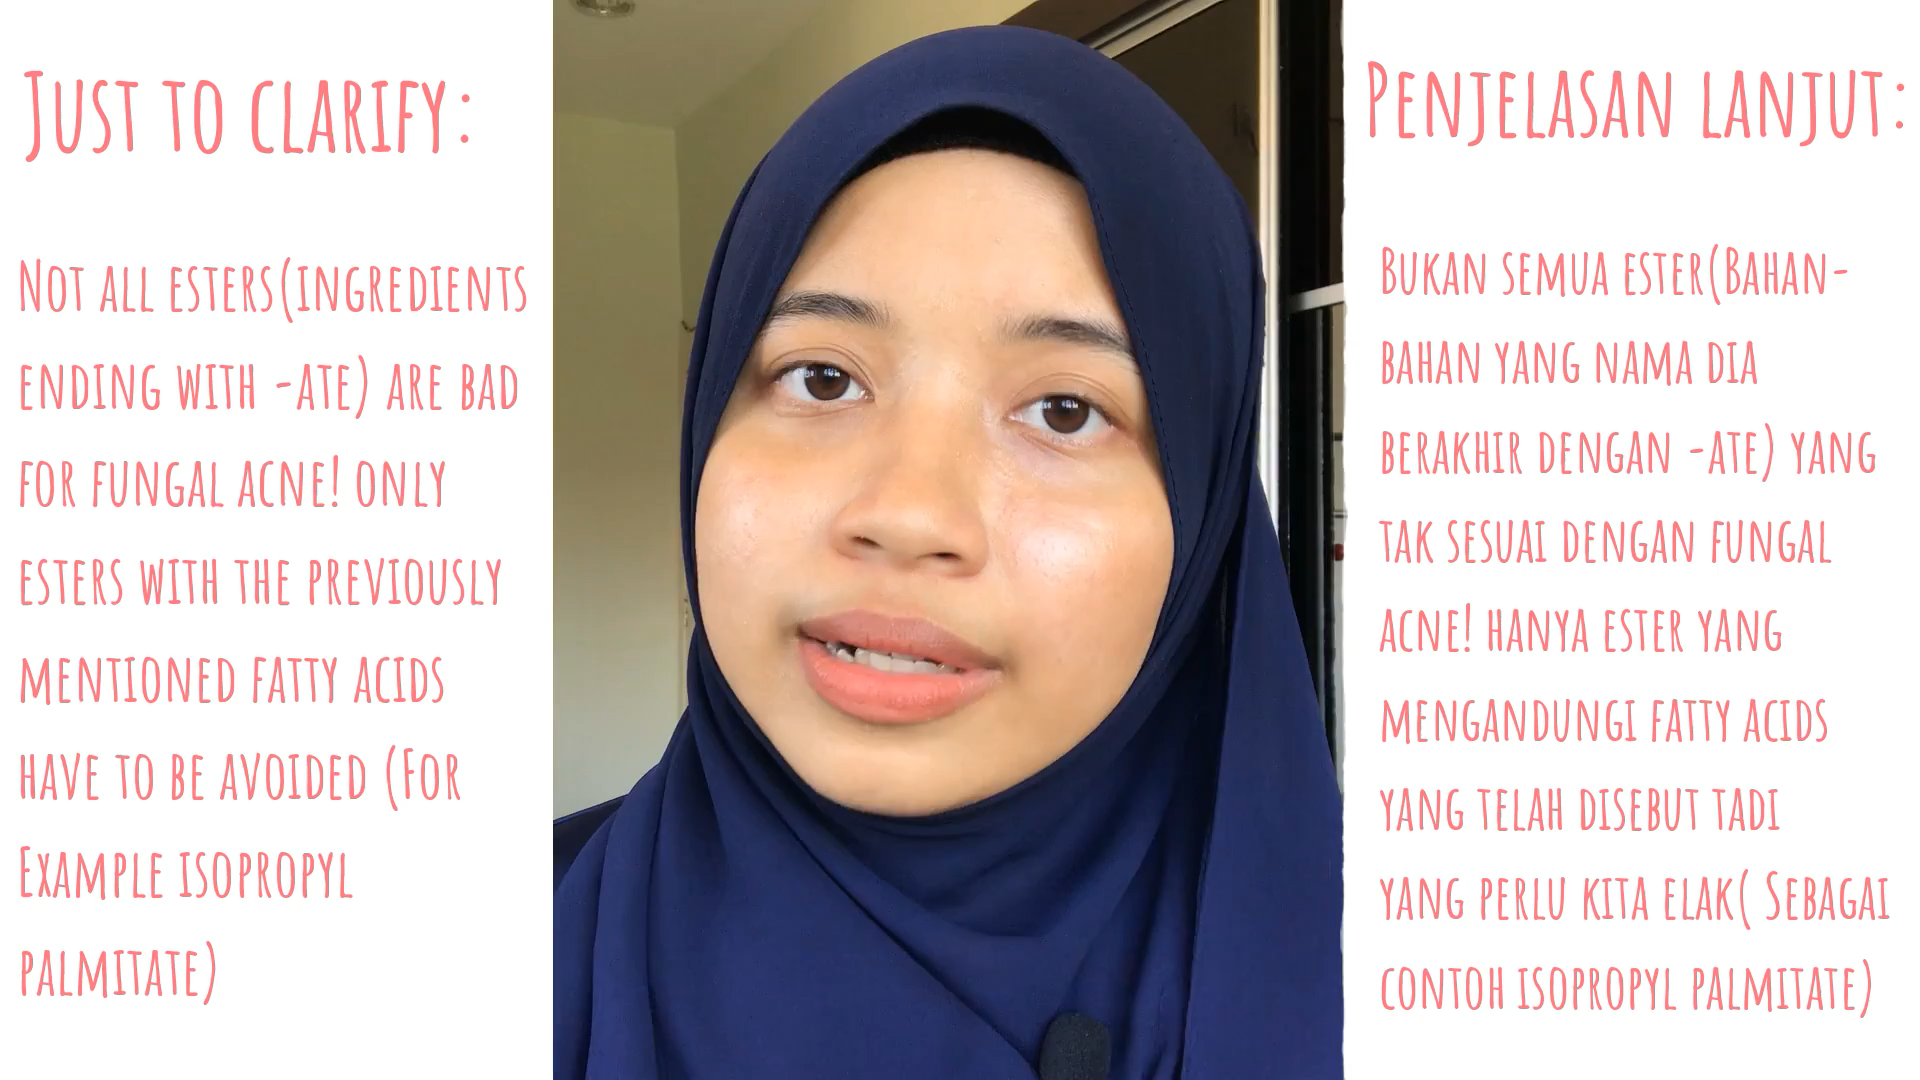 Just to clarify:
Not all esters(ingredients
ending with -ate) are bad
for fungal acne! only
esters with the previously
mentioned fatty acids
have to be avoided (For
Example isopropyl
palmitate)
Penjelasan lanjut:
Bukan semua ester(Bahan-
bahan yang nama dia
berakhir dengan -ate) yang
tak sesuai dengan fungal
acne! hanya ester yang
mengandungi fatty acids
yang telah disebut tadi
yang perlu kita elak( Sebagai
contoh isopropyl palmitate)